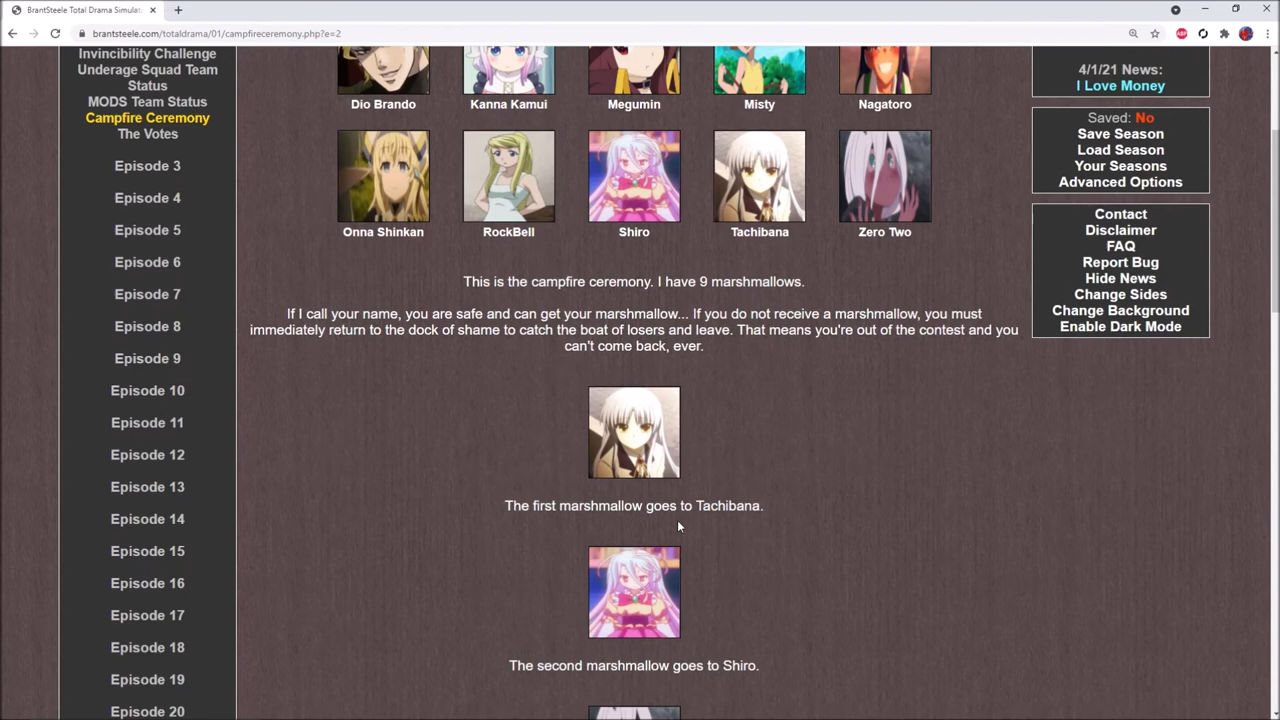 BrantSteele Total Drama Simulat
brantsteele.com/totaldrama/01/campfireceremony.php?e=2
Invincibility Challenge
Underage Squad Team
Status
MODS Team Status
Campfire Ceremony
The Votes
Episode 3
Episode 4
Episode 5
Episode 6
Episode 7
Episode 8
Episode 9
Episode 10
Episode 11
Episode 12
Episode 13
Episode 14
Episode 15
Episode 16
Episode 17
Episode 18
Episode 19
Episode 20
Dio Brando
Kanna Kamui
Megumin
Misty
Nagatoro
Onna Shinkan
RockBell
Shiro
Tachibana
Zero Two
This is the campfire ceremony. I have 9 marshmallows.
If I call your name, you are safe and can get your marshmallow... If you do not receive a marshmallow, you must
immediately return to the dock of shame to catch the boat of losers and leave. That means you're out of the contest and you
can't come back, ever.
The first marshmallow goes to Tachibana.
The second marshmallow goes to Shiro.
4/1/21 News:
I Love Money
Saved: No
Save Season
Load Season
Your Seasons
Advanced Options
Contact
Disclaimer
FAQ
Report Bug
Hide News
Change Sides
Change Background
Enable Dark Mode